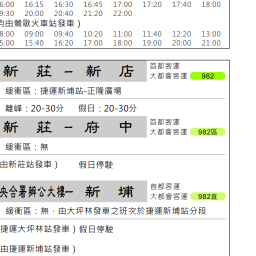 6:00 16:15 16:30 16:45 17:00 17:20 17:40 18:00
9:30 20:00 20:40 21:20 22:00
由鶯歌火車站發車）
8:00 09:00 09:40 10:20 11:00 11:40 12:20 13:00
5:00 15:40 16:20 17:00 18:00 19:00 20:00 21:00
新 莊 – 新 店
首都客運
大都會客運 982
緩衝區：捷運新埔站-正隆廣場
離峰：20-30分 假日：20-30分
新 莊 – 府 中
首都客運
大都會客運 982區
緩衝區：無
由新莊站發車） 假日停駛
央合署辦公大樓– 新 埔
首都客運
大都會客運 982直
緩衝區：無，由大坪林發車之班次於捷運新埔站分段
捷運大坪林站發車）假日停駛
由捷運新埔站發車）